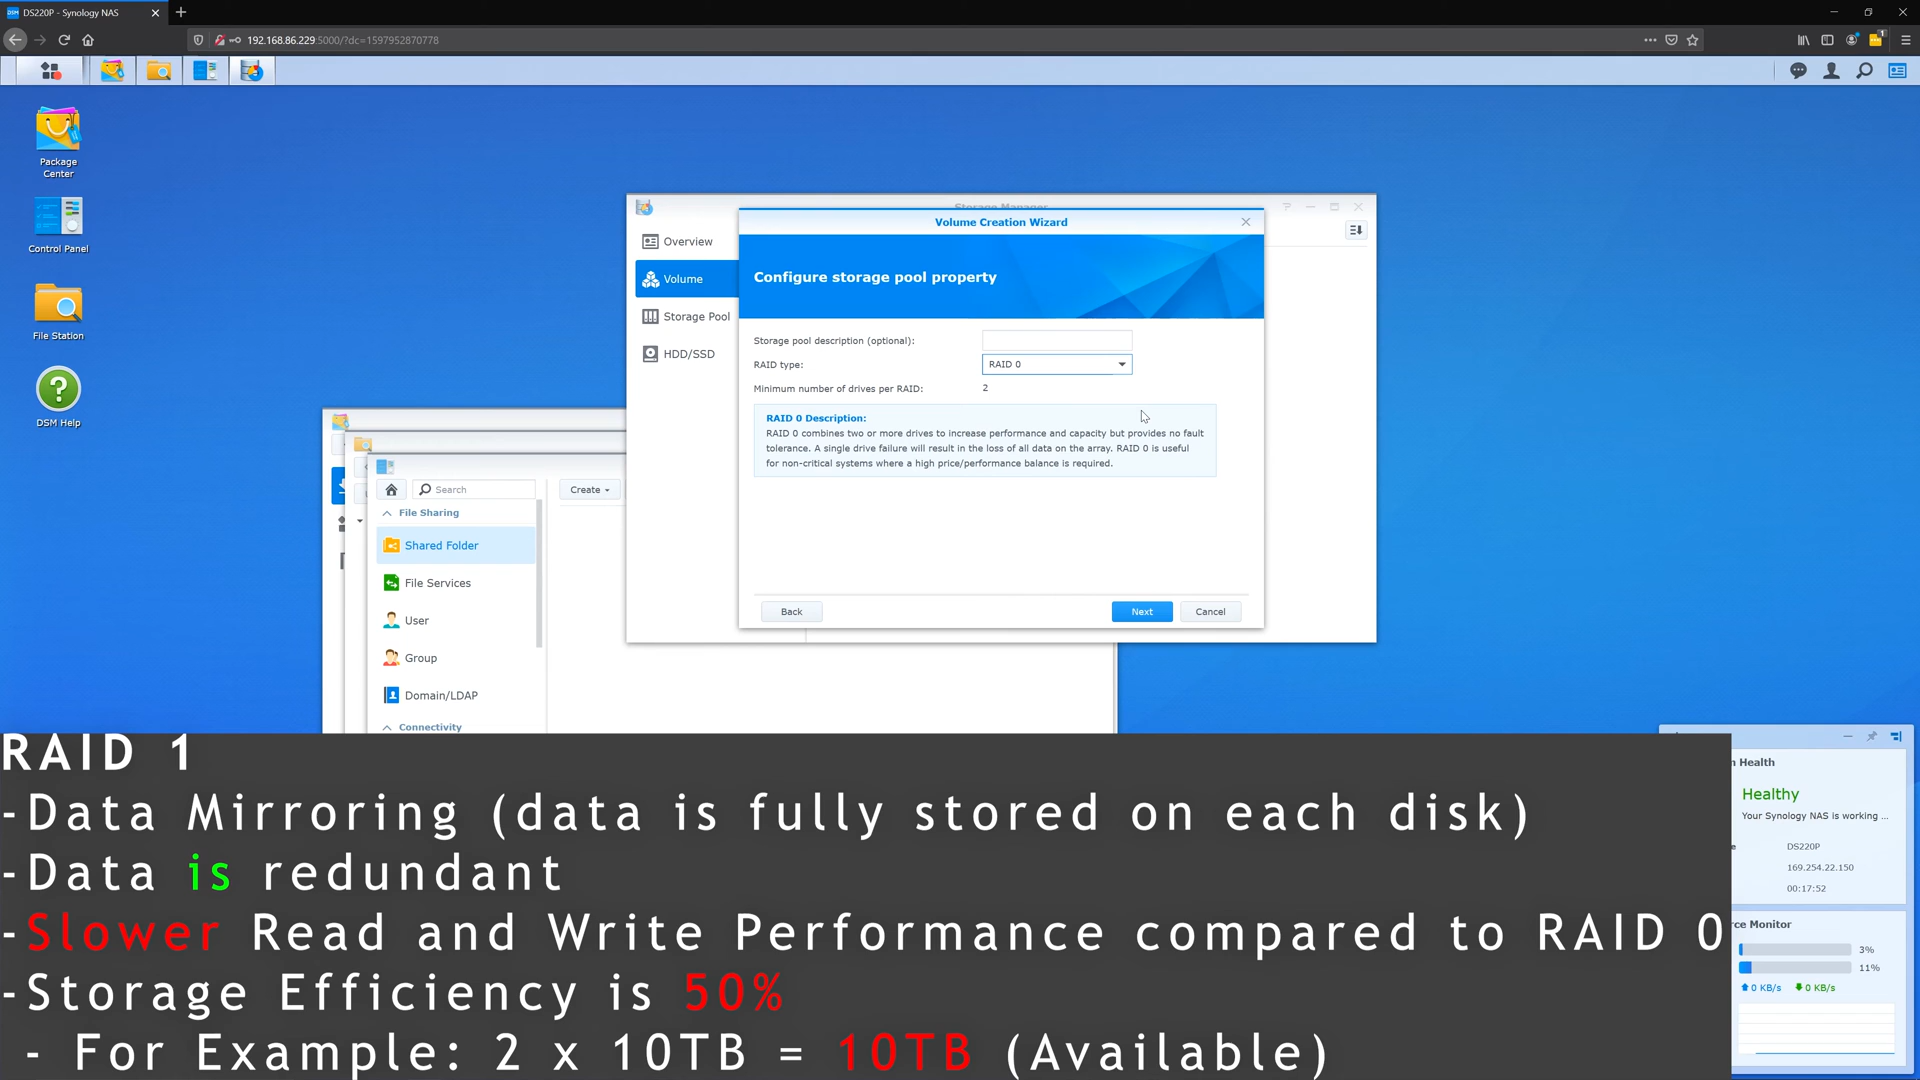 DS220P - Synology NAS
192.168.86.229:5000/?dc=1597952870778
1
Package
Center
Control Panel
File Station
DSM Help
Storage Manager
Overview
Volume
Storage Pool
HDD/SSD
Volume Creation Wizard
Configure storage pool property
Storage pool description (optional):
RAID type: RAID 0
Minimum number of drives per RAID: 2
RAID 0 Description:
RAID 0 combines two or more drives to increase performance and capacity but provides no fault
tolerance. A single drive failure will result in the loss of all data on the array. RAID 0 is useful
for non-critical systems where a high price/performance balance is required.
Back Next Cancel
Search
Create
File Sharing
Shared Folder
File Services
User
Group
Domain/LDAP
Connectivity
RAID 1
-Data Mirroring (data is fully stored on each disk)
-Data is redundant
-Slower Read and Write Performance compared to RAID 0
-Storage Efficiency is 50%
- For Example: 2 x 10TB = 10TB (Available)
Health
Healthy
Your Synology NAS is working ...
DS220P
169.254.22.150
00:17:52
Monitor
3%
11%
0 KB/s 0 KB/s